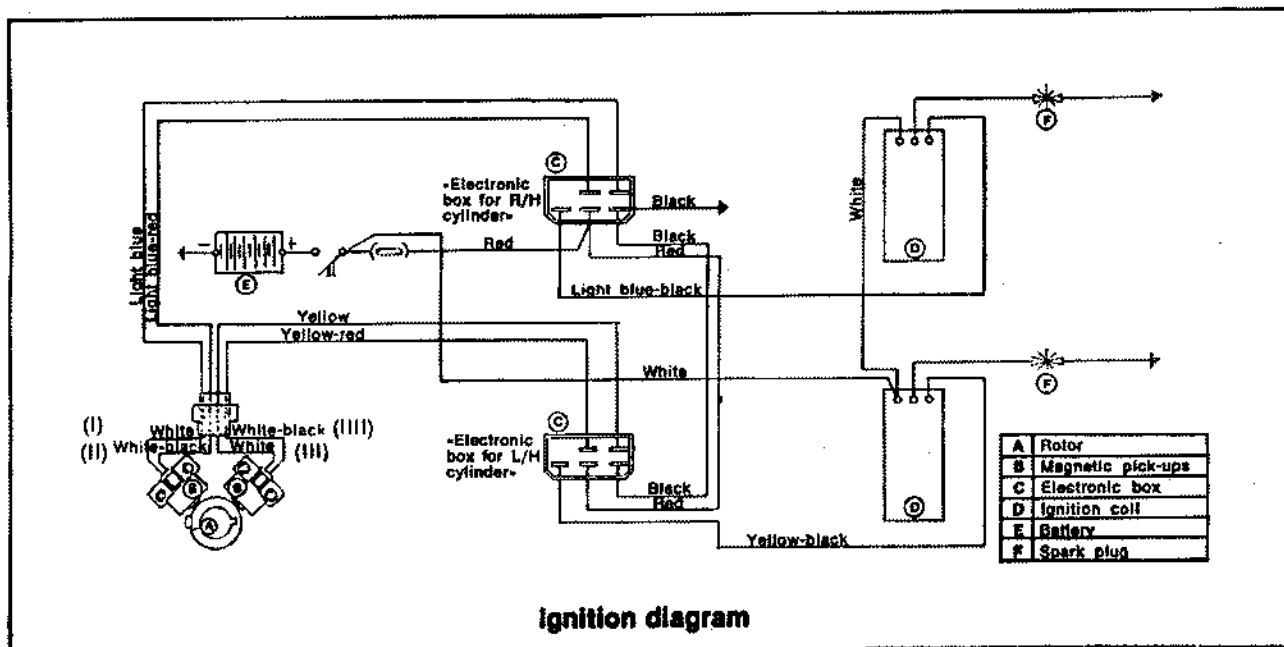 F
C
«Electronic
box for R/H
cylinder»
Black
White
Light blue
Light blue-red
− +
E
Red
Black
Red
D
Light blue-black
Yellow
Yellow-red
White
F
(I) White White-black (IIII)
(II) White-black White (III)
C
«Electronic
box for L/H
cylinder»
B B
A
Black
Red
D
Yellow-black
A Rotor
B Magnetic pick-ups
C Electronic box
D Ignition coil
E Battery
F Spark plug
Ignition diagram